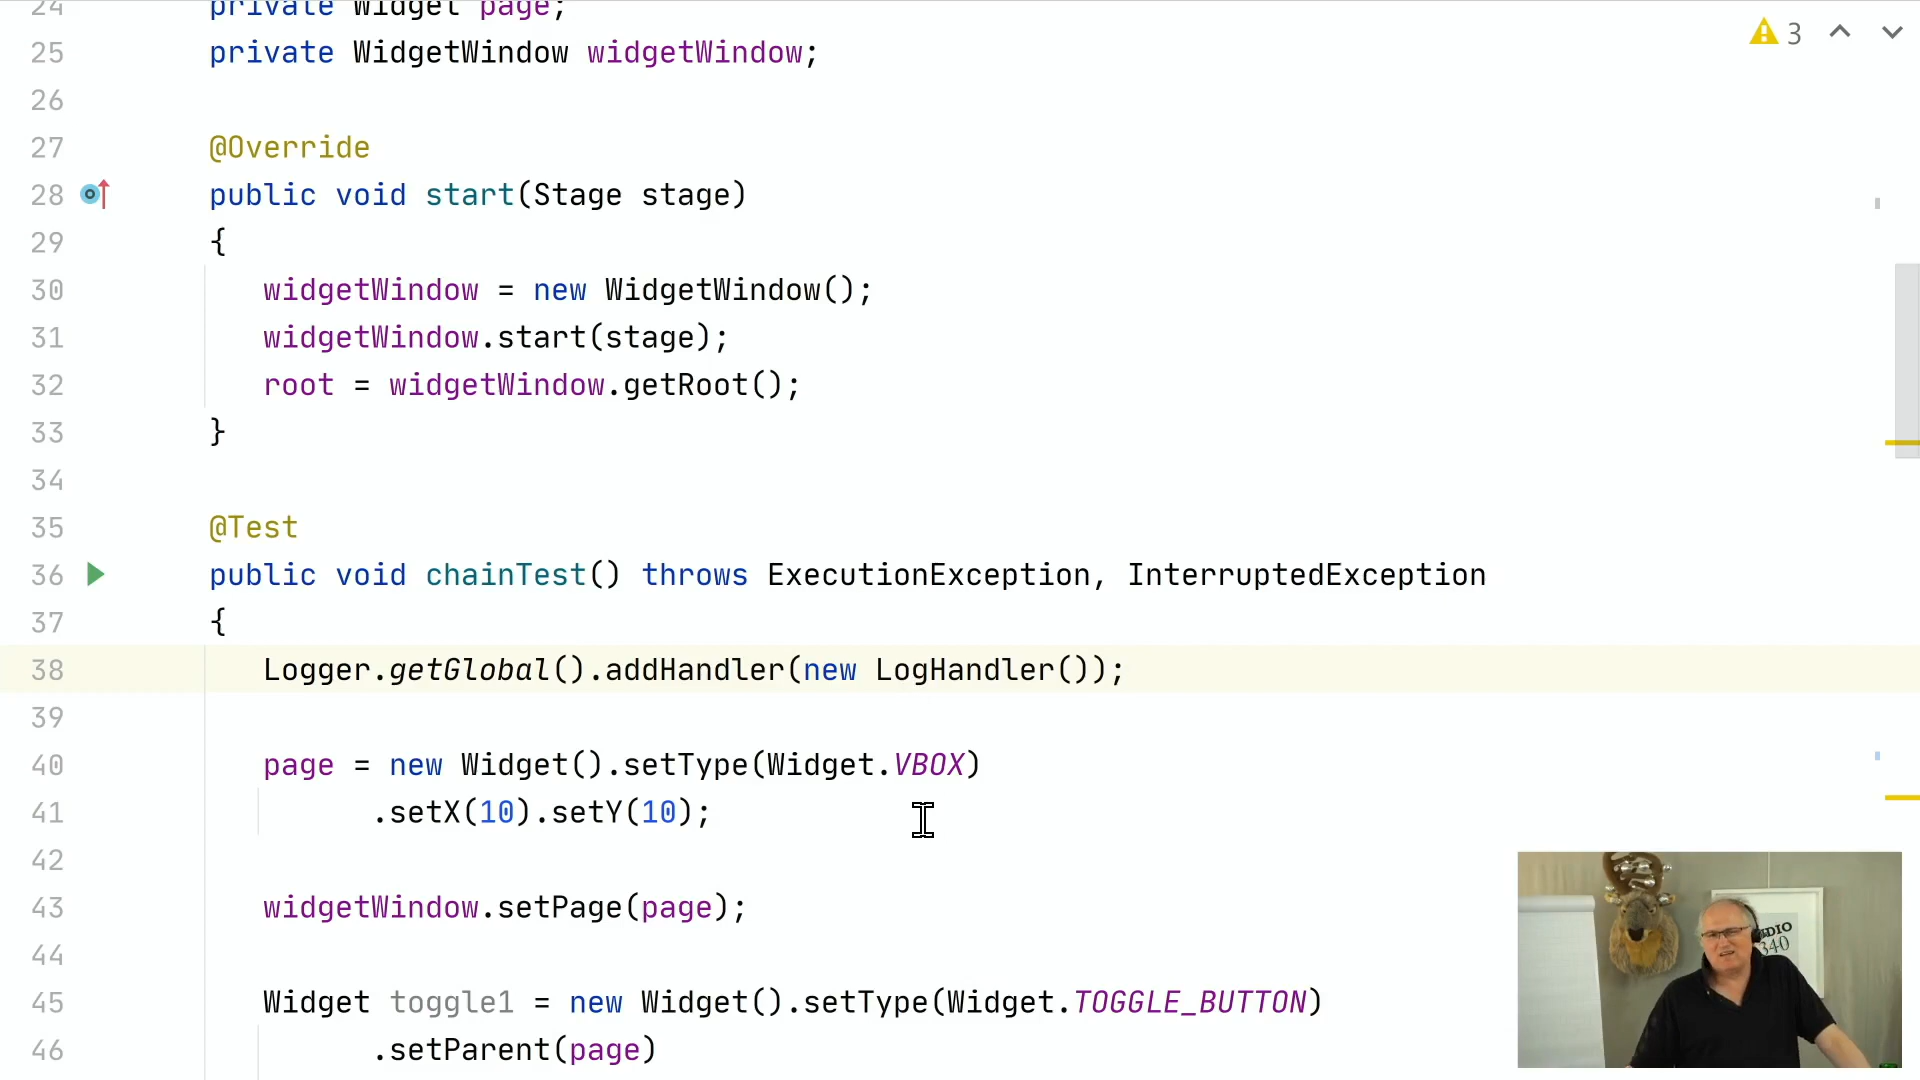 24 private Widget page;
25 private WidgetWindow widgetWindow;
26
27 @Override
28 public void start(Stage stage)
29 {
30 widgetWindow = new WidgetWindow();
31 widgetWindow.start(stage);
32 root = widgetWindow.getRoot();
33 }
34
35 @Test
36 public void chainTest() throws ExecutionException, InterruptedException
37 {
38 Logger.getGlobal().addHandler(new LogHandler());
39
40 page = new Widget().setType(Widget.VBOX)
41 .setX(10).setY(10);
42
43 widgetWindow.setPage(page);
44
45 Widget toggle1 = new Widget().setType(Widget.TOGGLE_BUTTON)
46 .setParent(page)
3
340